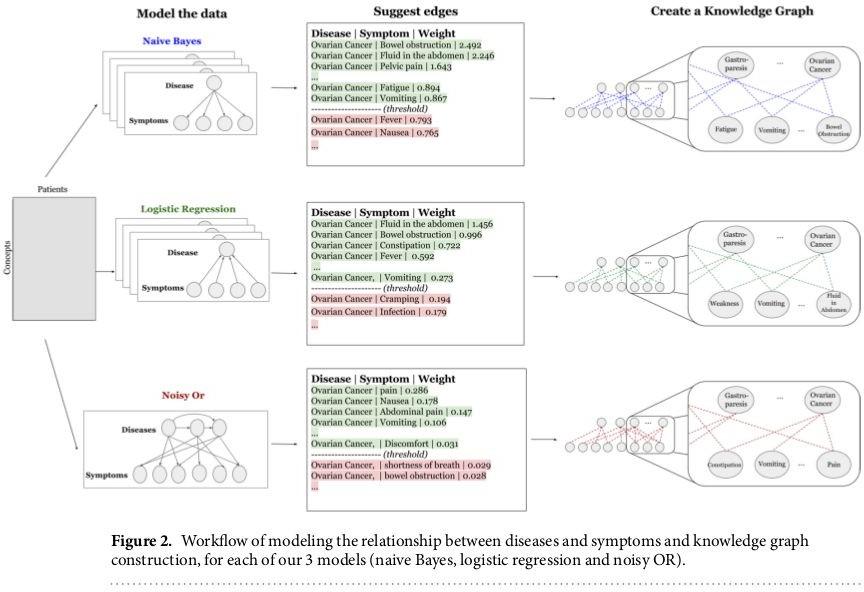 Model the data
Suggest edges
Create a Knowledge Graph
Naive Bayes
Disease
Symptoms
Disease | Symptom | Weight
Ovarian Cancer | Bowel obstruction | 2.492
Ovarian Cancer | Fluid in the abdomen | 2.246
Ovarian Cancer | Pelvic pain | 1.643
...
Ovarian Cancer | Fatigue | 0.894
Ovarian Cancer | Vomiting | 0.867
---------------------- (threshold)
Ovarian Cancer | Fever | 0.793
Ovarian Cancer | Nausea | 0.765
...
...
Gastro-
paresis
...
Ovarian
Cancer
Fatigue
Vomiting
...
Bowel
Obstruction
Patients
Concepts
Logistic Regression
Disease
Symptoms
Disease | Symptom | Weight
Ovarian Cancer | Fluid in the abdomen | 1.456
Ovarian Cancer | Bowel obstruction | 0.996
Ovarian Cancer | Constipation | 0.722
Ovarian Cancer | Fever | 0.592
...
Ovarian Cancer, | Vomiting | 0.273
---------------------- (threshold)
Ovarian Cancer | Cramping | 0.194
Ovarian Cancer | Infection | 0.179
...
...
Gastro-
paresis
...
Ovarian
Cancer
Weakness
Vomiting
...
Fluid
in
Abdomen
Noisy Or
Diseases
Symptoms
Disease | Symptom | Weight
Ovarian Cancer | pain | 0.286
Ovarian Cancer | Nausea | 0.178
Ovarian Cancer | Abdominal pain | 0.147
Ovarian Cancer | Vomiting | 0.106
...
Ovarian Cancer, | Discomfort | 0.031
---------------------- (threshold)
Ovarian Cancer, | shortness of breath | 0.029
Ovarian Cancer, | bowel obstruction | 0.028
...
...
Gastro-
paresis
...
Ovarian
Cancer
Constipation
Vomiting
...
Pain
Figure 2. Workflow of modeling the relationship between diseases and symptoms and knowledge graph
construction, for each of our 3 models (naive Bayes, logistic regression and noisy OR).